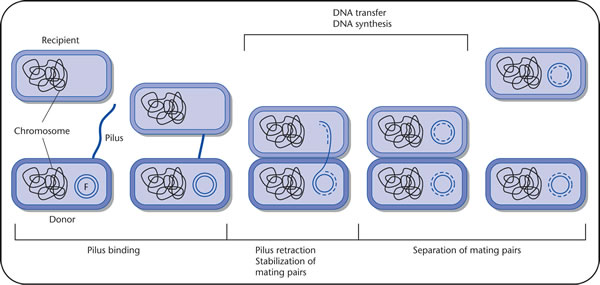 DNA transfer
DNA synthesis
Recipient
Chromosome
Pilus
F
Donor
Pilus binding
Pilus retraction
Stabilization of
mating pairs
Separation of mating pairs